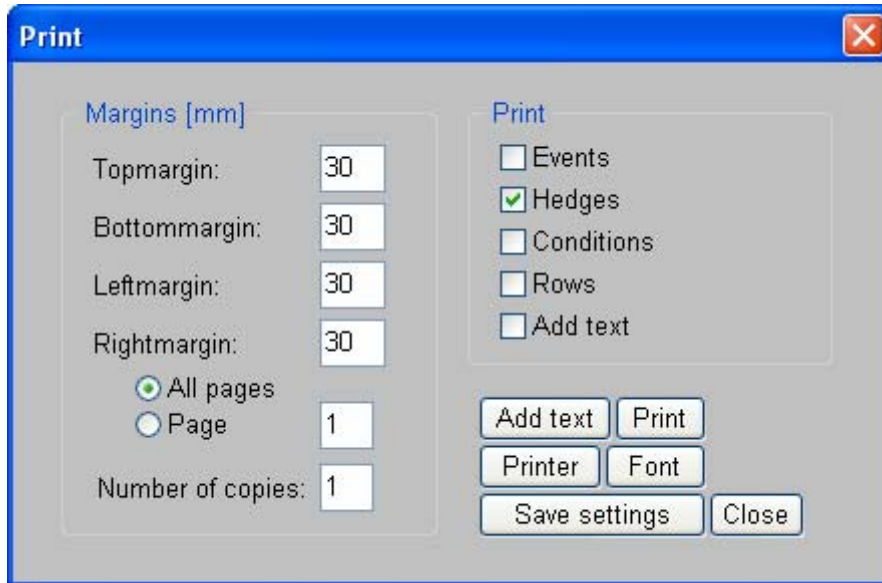 Print
Margins [mm]
Topmargin: 30
Bottommargin: 30
Leftmargin: 30
Rightmargin: 30
All pages
Page 1
Number of copies: 1
Print
Events
Hedges
Conditions
Rows
Add text
Add text Print
Printer Font
Save settings Close